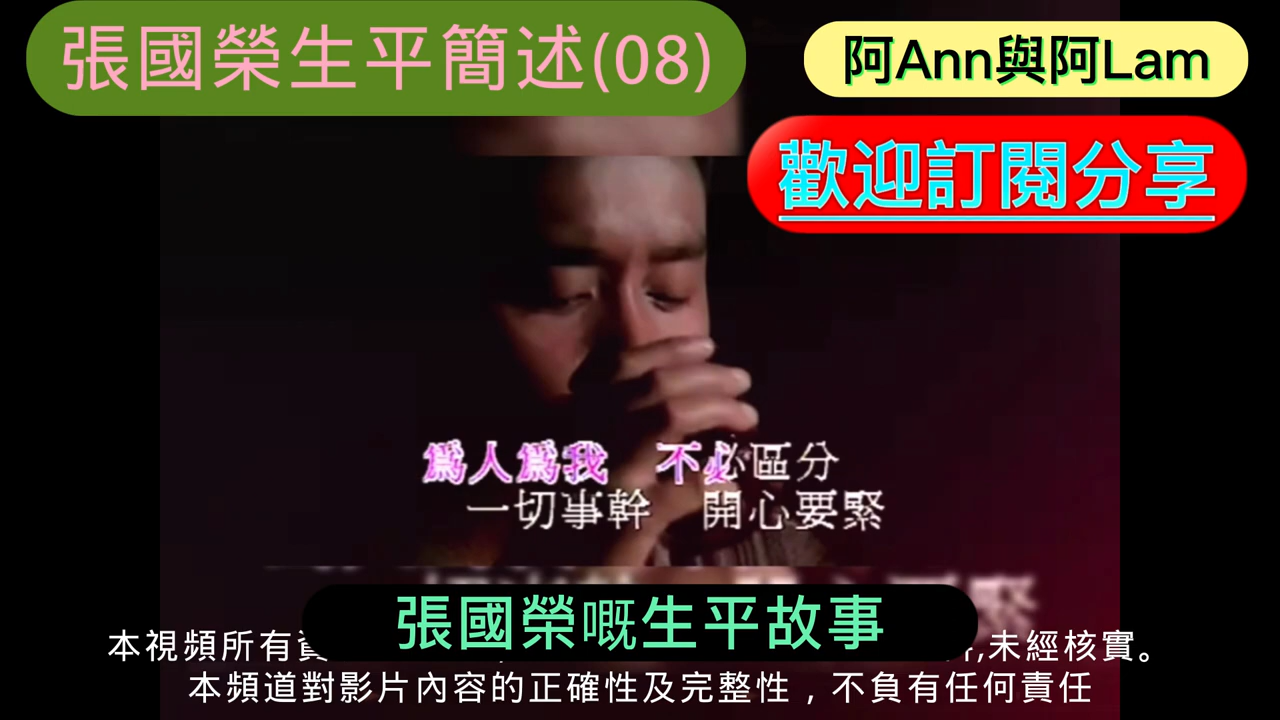 張國榮生平簡述(08)
阿Ann與阿Lam
歡迎訂閱分享
爲人爲我 不必區分
一切事幹 開心要緊
張國榮嘅生平故事
本視頻所有資
,未經核實。
本頻道對影片內容的正確性及完整性，不負有任何責任